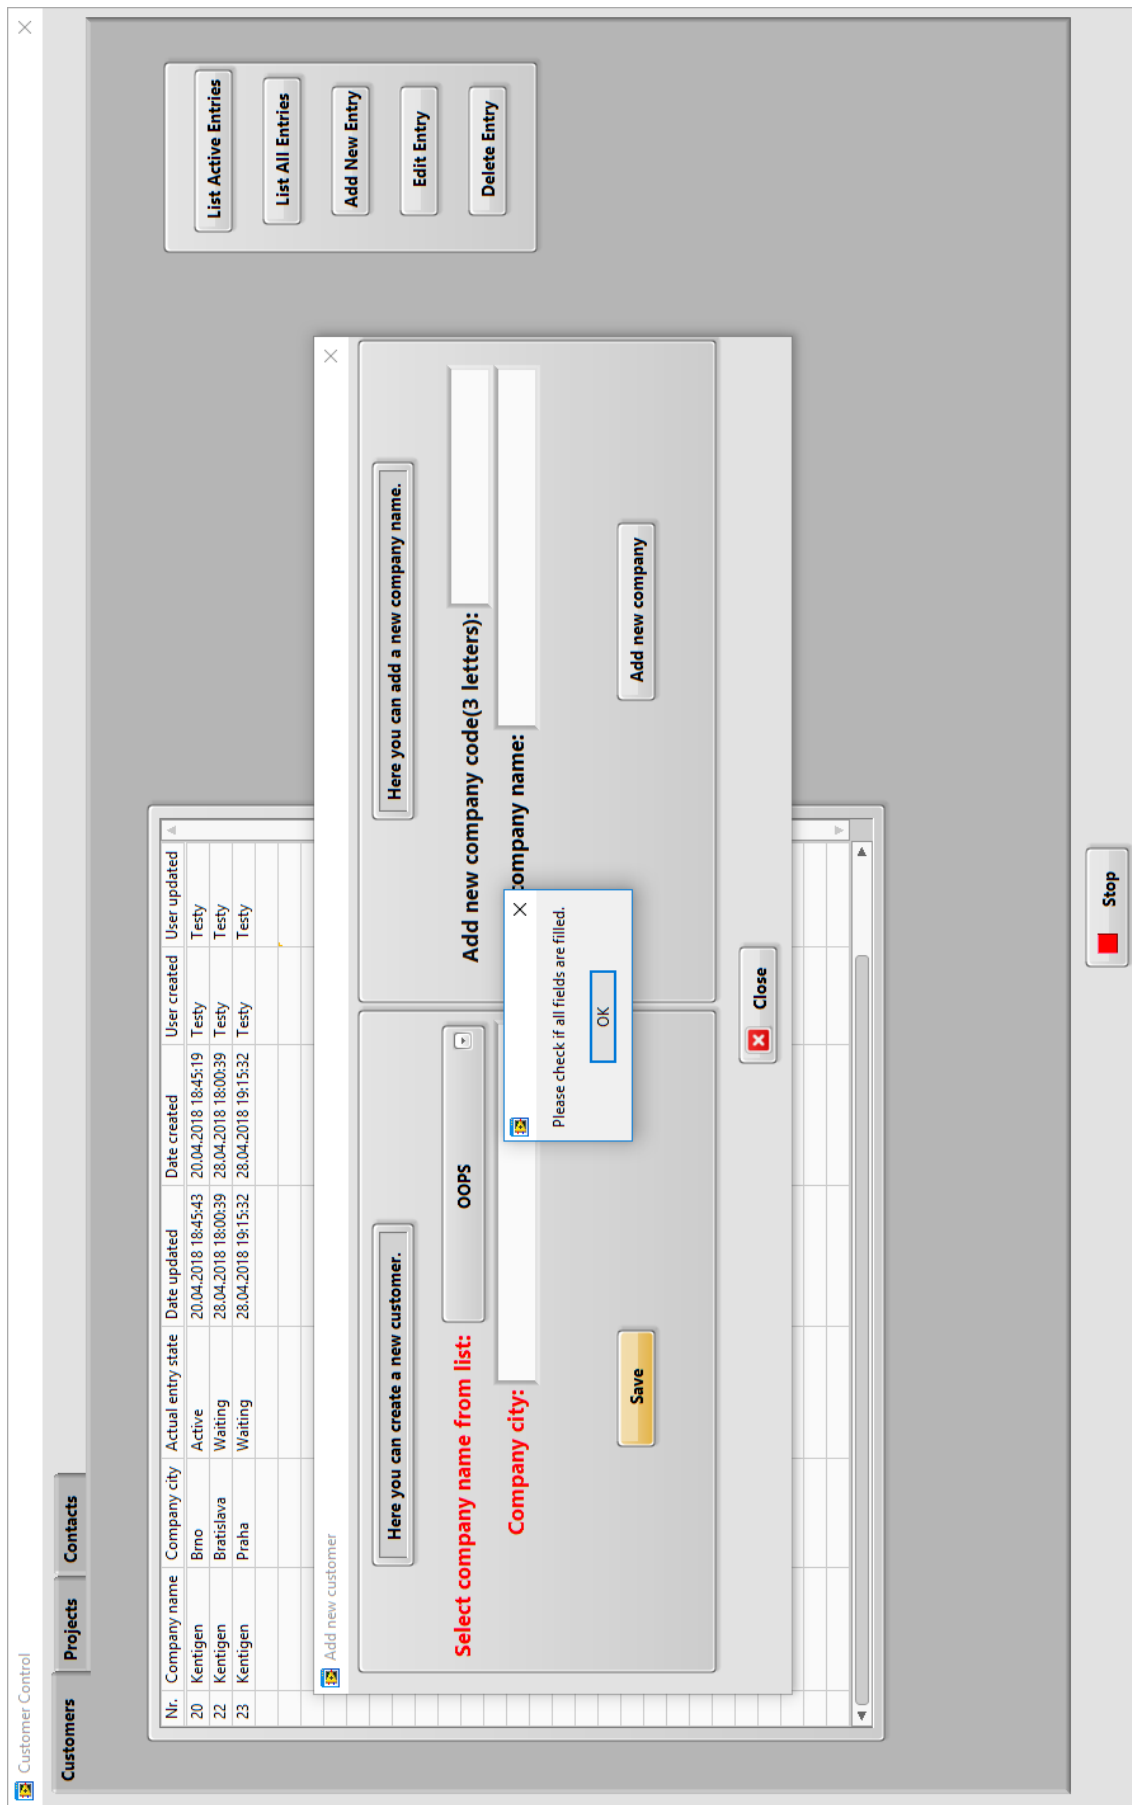 Customer Control
Customers Projects Contacts
Nr. Company name Company city Actual entry state Date updated Date created User created User updated
20 Kentigen Brno Active 20.04.2018 18:45:43 20.04.2018 18:45:19 Testy Testy
22 Kentigen Bratislava Waiting 28.04.2018 18:00:39 28.04.2018 18:00:39 Testy Testy
23 Kentigen Praha Waiting 28.04.2018 19:15:32 28.04.2018 19:15:32 Testy Testy
List Active Entries
List All Entries
Add New Entry
Edit Entry
Delete Entry
Add new customer
Here you can create a new customer.
Select company name from list: OOPS
Company city:
Save
Here you can add a new company name.
Add new company code(3 letters):
company name:
Add new company
Please check if all fields are filled.
OK
Close
Stop